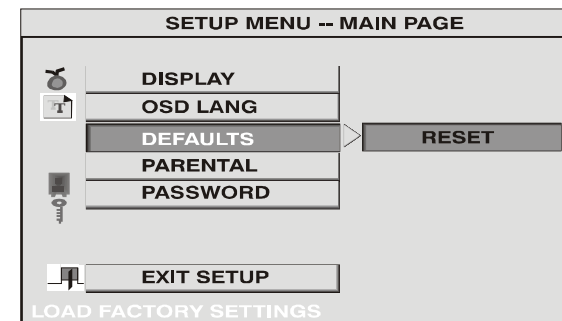 SETUP MENU -- MAIN PAGE
DISPLAY
T OSD LANG
DEFAULTS RESET
PARENTAL
PASSWORD
EXIT SETUP
LOAD FACTORY SETTINGS